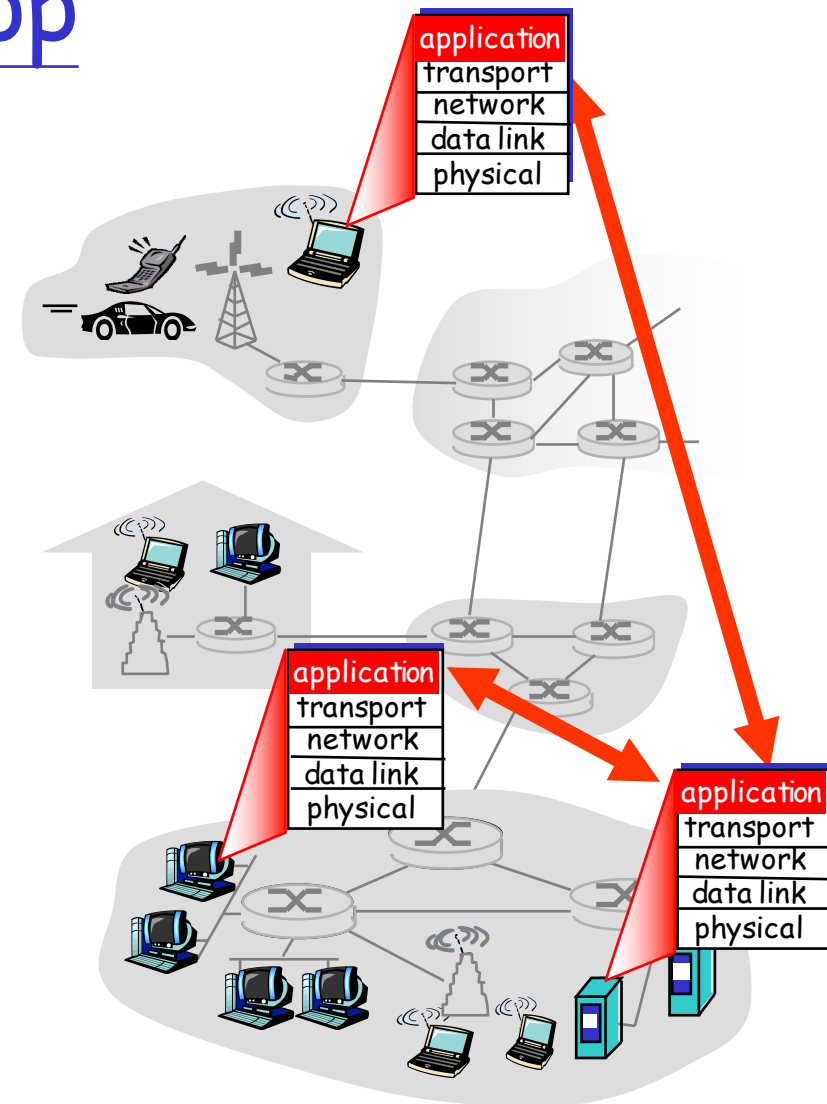 pp
application
transport
network
data link
physical
application
transport
network
data link
physical
application
transport
network
data link
physical